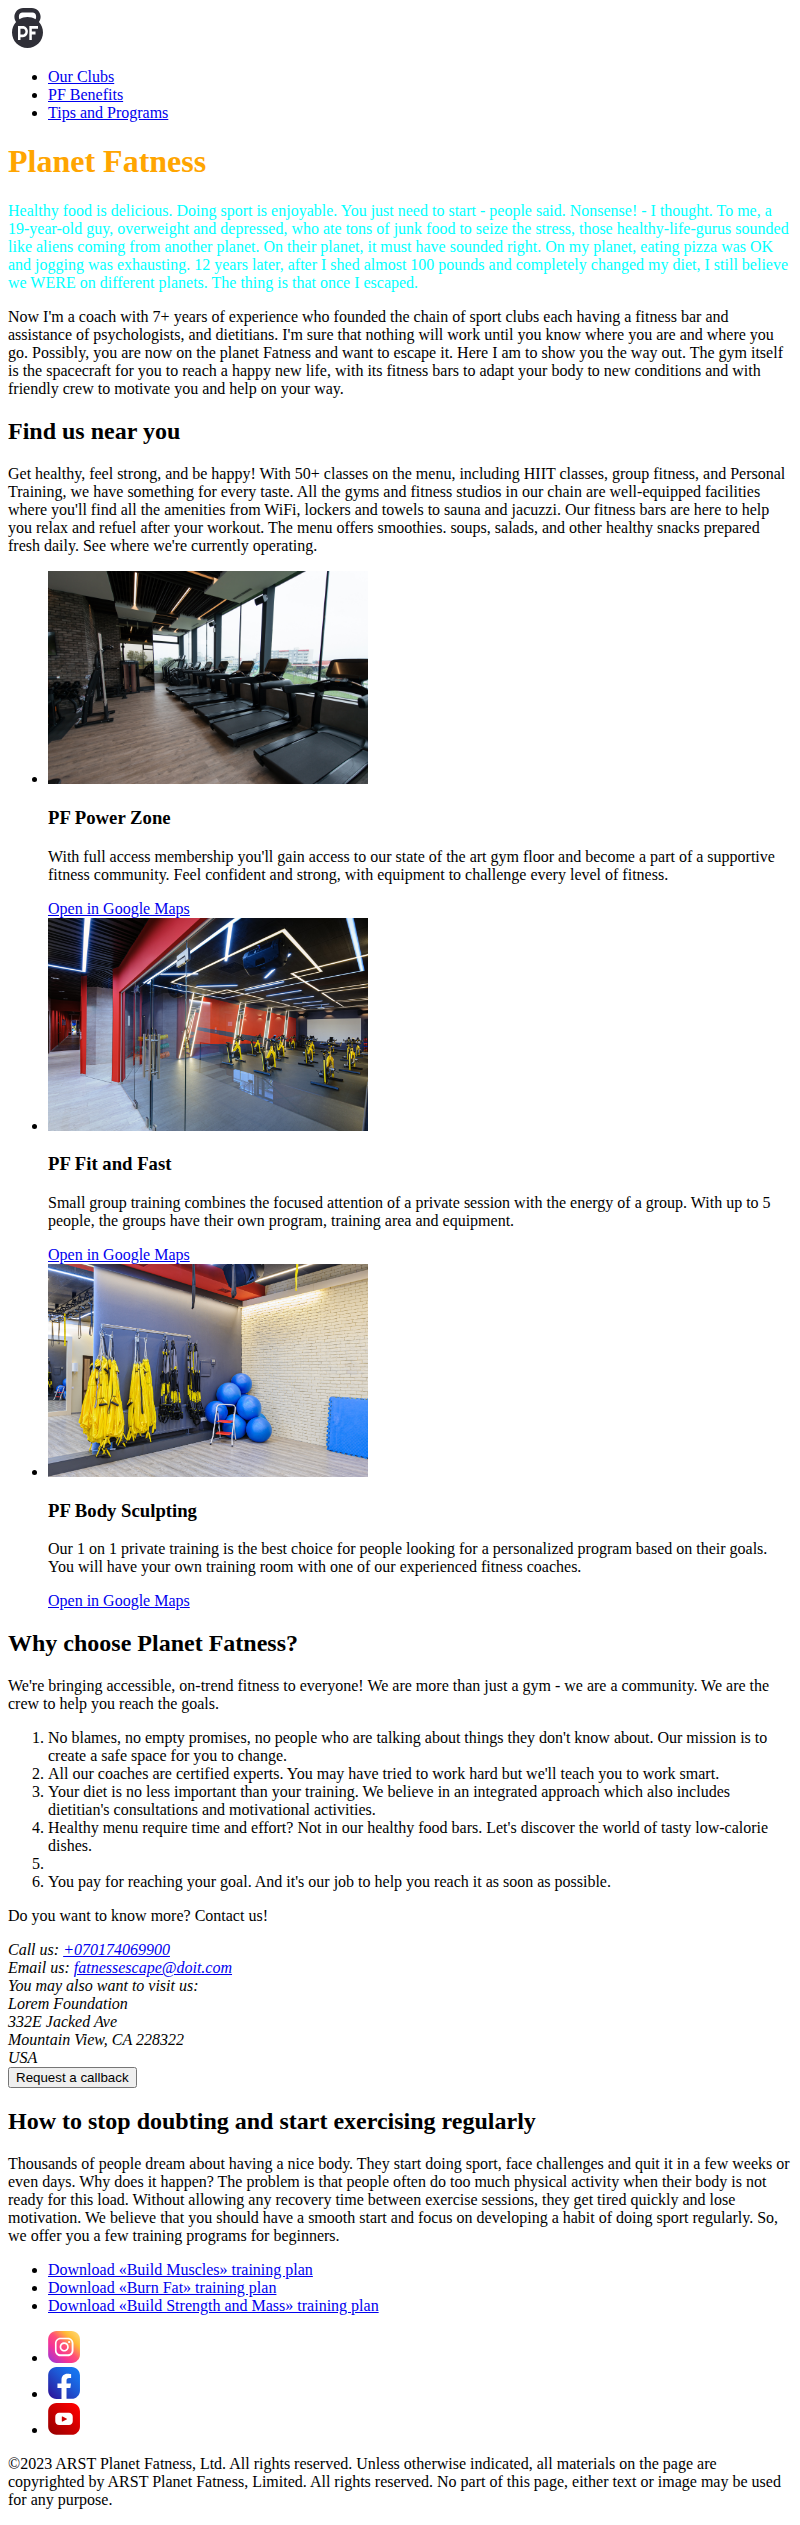 PF
Our Clubs
PF Benefits
Tips and Programs
Planet Fatness
Healthy food is delicious. Doing sport is enjoyable. You just need to start - people said. Nonsense! - I thought. To me, a
19-year-old guy, overweight and depressed, who ate tons of junk food to seize the stress, those healthy-life-gurus sounded
like aliens coming from another planet. On their planet, it must have sounded right. On my planet, eating pizza was OK
and jogging was exhausting. 12 years later, after I shed almost 100 pounds and completely changed my diet, I still believe
we WERE on different planets. The thing is that once I escaped.
Now I'm a coach with 7+ years of experience who founded the chain of sport clubs each having a fitness bar and
assistance of psychologists, and dietitians. I'm sure that nothing will work until you know where you are and where you
go. Possibly, you are now on the planet Fatness and want to escape it. Here I am to show you the way out. The gym itself
is the spacecraft for you to reach a happy new life, with its fitness bars to adapt your body to new conditions and with
friendly crew to motivate you and help on your way.
Find us near you
Get healthy, feel strong, and be happy! With 50+ classes on the menu, including HIIT classes, group fitness, and Personal
Training, we have something for every taste. All the gyms and fitness studios in our chain are well-equipped facilities
where you'll find all the amenities from WiFi, lockers and towels to sauna and jacuzzi. Our fitness bars are here to help
you relax and refuel after your workout. The menu offers smoothies. soups, salads, and other healthy snacks prepared
fresh daily. See where we're currently operating.
PF Power Zone
With full access membership you'll gain access to our state of the art gym floor and become a part of a supportive
fitness community. Feel confident and strong, with equipment to challenge every level of fitness.
Open in Google Maps
PF Fit and Fast
Small group training combines the focused attention of a private session with the energy of a group. With up to 5
people, the groups have their own program, training area and equipment.
Open in Google Maps
PF Body Sculpting
Our 1 on 1 private training is the best choice for people looking for a personalized program based on their goals.
You will have your own training room with one of our experienced fitness coaches.
Open in Google Maps
Why choose Planet Fatness?
We're bringing accessible, on-trend fitness to everyone! We are more than just a gym - we are a community. We are the
crew to help you reach the goals.
1. No blames, no empty promises, no people who are talking about things they don't know about. Our mission is to
create a safe space for you to change.
2. All our coaches are certified experts. You may have tried to work hard but we'll teach you to work smart.
3. Your diet is no less important than your training. We believe in an integrated approach which also includes
dietitian's consultations and motivational activities.
4. Healthy menu require time and effort? Not in our healthy food bars. Let's discover the world of tasty low-calorie
dishes.
5.
6. You pay for reaching your goal. And it's our job to help you reach it as soon as possible.
Do you want to know more? Contact us!
Call us: +070174069900
Email us: fatnessescape@doit.com
You may also want to visit us:
Lorem Foundation
332E Jacked Ave
Mountain View, CA 228322
USA
Request a callback
How to stop doubting and start exercising regularly
Thousands of people dream about having a nice body. They start doing sport, face challenges and quit it in a few weeks or
even days. Why does it happen? The problem is that people often do too much physical activity when their body is not
ready for this load. Without allowing any recovery time between exercise sessions, they get tired quickly and lose
motivation. We believe that you should have a smooth start and focus on developing a habit of doing sport regularly. So,
we offer you a few training programs for beginners.
Download «Build Muscles» training plan
Download «Burn Fat» training plan
Download «Build Strength and Mass» training plan
©2023 ARST Planet Fatness, Ltd. All rights reserved. Unless otherwise indicated, all materials on the page are
copyrighted by ARST Planet Fatness, Limited. All rights reserved. No part of this page, either text or image may be used
for any purpose.